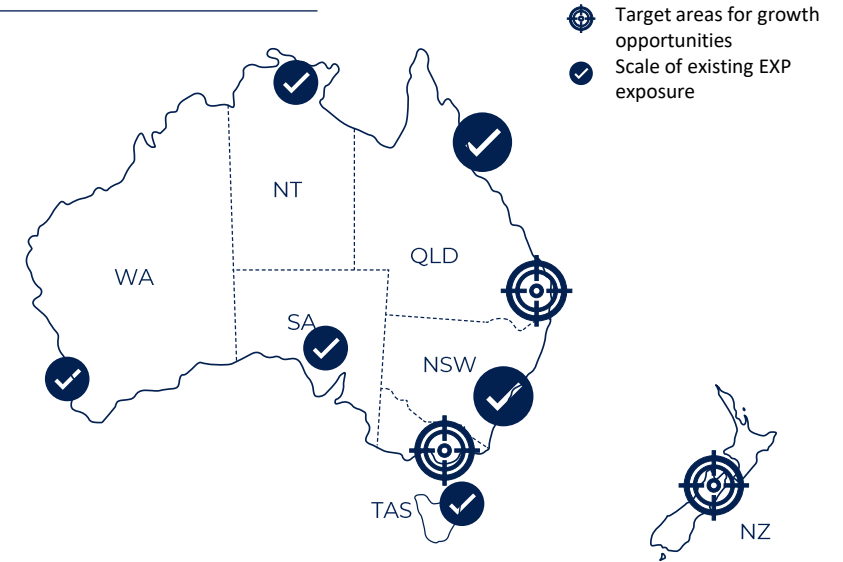 Target areas for growth
opportunities
Scale of existing EXP
exposure
NT
QLD
WA
SA
NSW
TAS
NZ